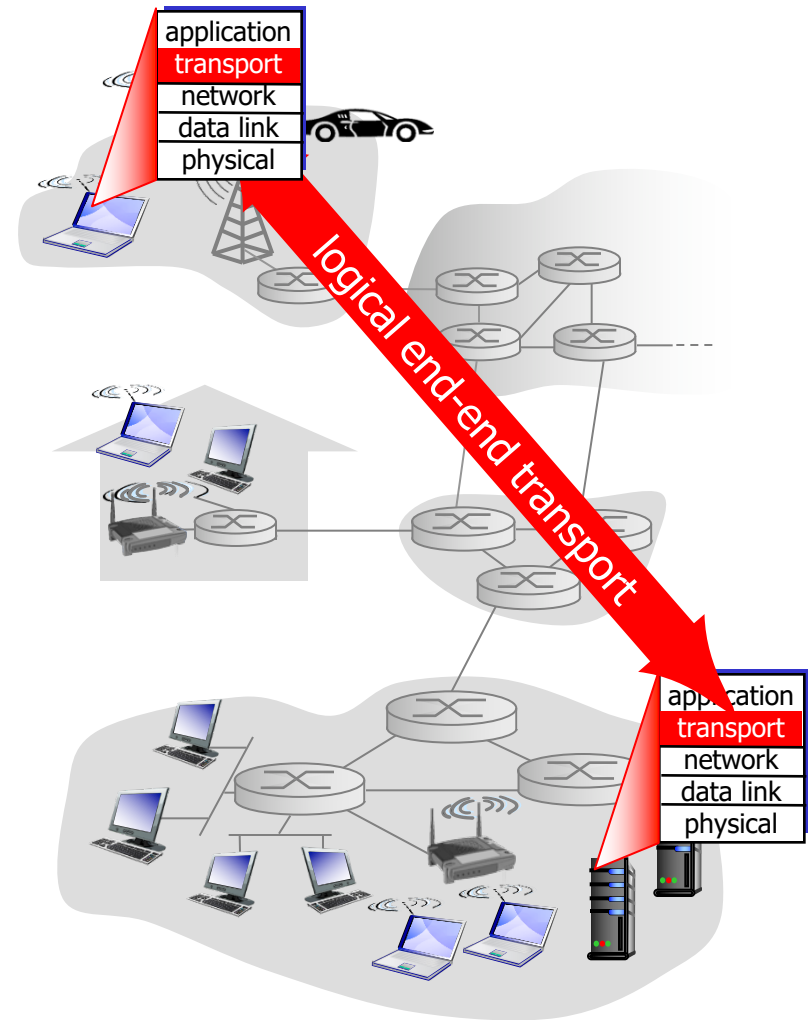 application
transport
network
data link
physical
logical end-end transport
application
transport
network
data link
physical